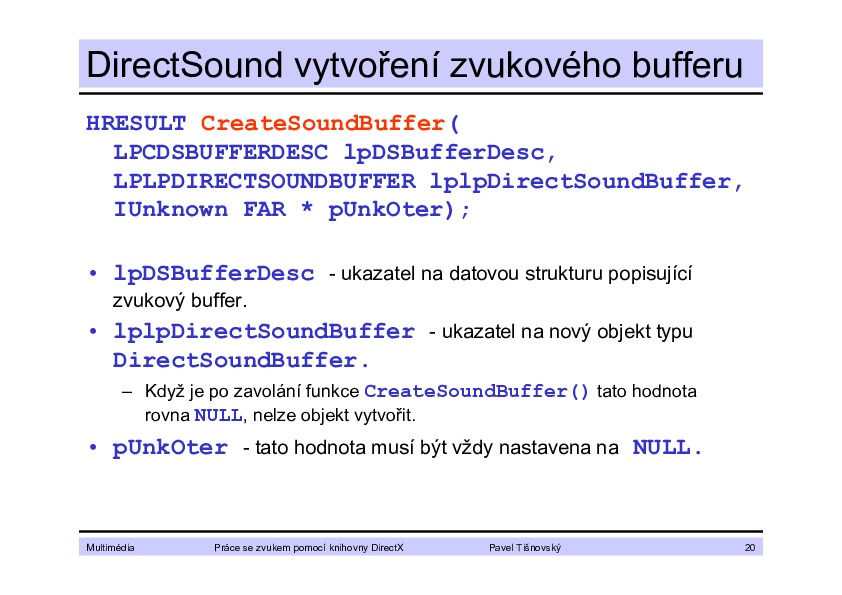 DirectSound vytvoření zvukového bufferu
HRESULT CreateSoundBuffer(
LPCDSBUFFERDESC lpDSBufferDesc,
LPLPDIRECTSOUNDBUFFER lplpDirectSoundBuffer,
IUnknown FAR * pUnkOter);
• lpDSBufferDesc - ukazatel na datovou strukturu popisující
zvukový buffer.
• lplpDirectSoundBuffer - ukazatel na nový objekt typu
DirectSoundBuffer.
– Když je po zavolání funkce CreateSoundBuffer() tato hodnota
rovna NULL, nelze objekt vytvořit.
• pUnkOter - tato hodnota musí být vždy nastavena na NULL.
Multimédia Práce se zvukem pomocí knihovny DirectX Pavel Tišnovský 20